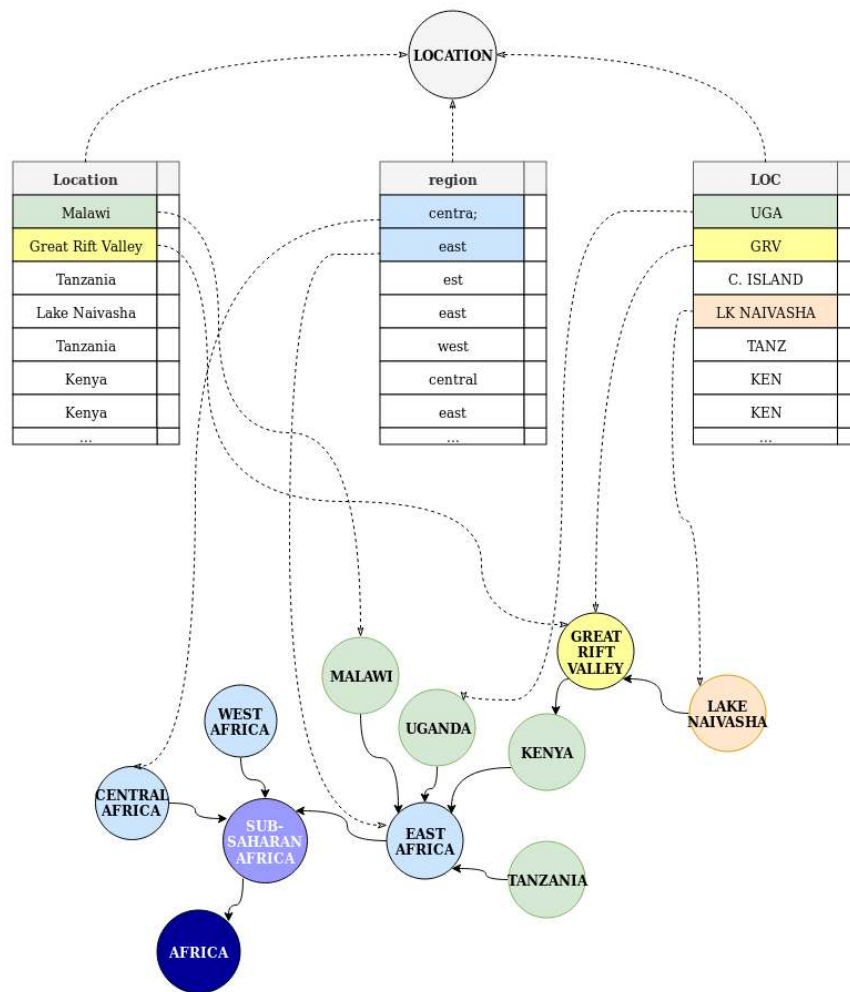 LOCATION
Location
Malawi
Great Rift Valley
Tanzania
Lake Naivasha
Tanzania
Kenya
Kenya
...
region
centra;
east
est
east
west
central
east
...
LOC
UGA
GRV
C. ISLAND
LK NAIVASHA
TANZ
KEN
KEN
...
GREAT
RIFT
VALLEY
MALAWI
LAKE
NAIVASHA
WEST
AFRICA
UGANDA
KENYA
CENTRAL
AFRICA
SUB-
SAHARAN
AFRICA
EAST
AFRICA
TANZANIA
AFRICA